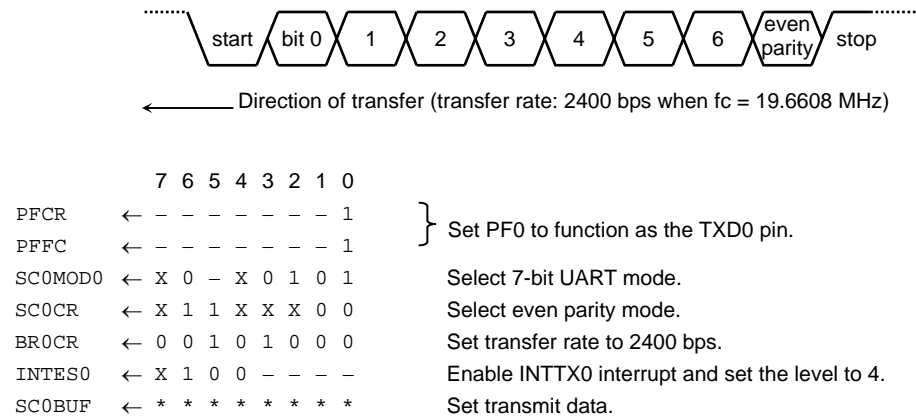 start bit 0 1 2 3 4 5 6 even parity stop
Direction of transfer (transfer rate: 2400 bps when fc = 19.6608 MHz)
7 6 5 4 3 2 1 0
PFCR ← – – – – – – – 1
Set PF0 to function as the TXD0 pin.
PFFC ← – – – – – – – 1
SC0MOD0 ← X 0 – X 0 1 0 1 Select 7-bit UART mode.
SC0CR ← X 1 1 X X X 0 0 Select even parity mode.
BR0CR ← 0 0 1 0 1 0 0 0 Set transfer rate to 2400 bps.
INTES0 ← X 1 0 0 – – – – Enable INTTX0 interrupt and set the level to 4.
SC0BUF ← * * * * * * * * Set transmit data.